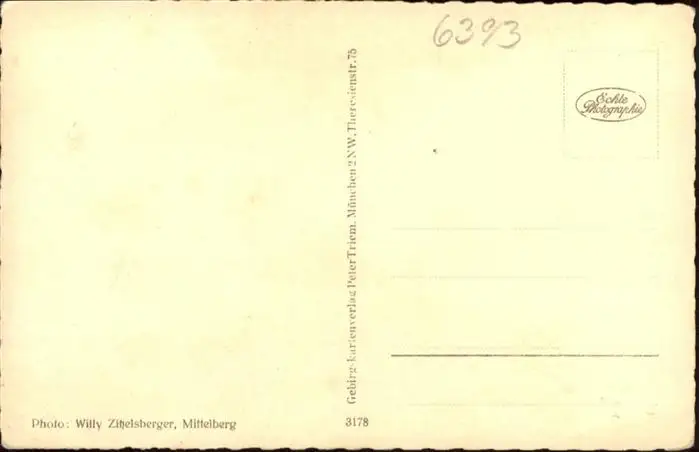 6393
Echte
Photographie
Gebirgskartenverlag Peter Triem. München 2 NW. Theresienstr. 75
Photo: Willy Zitzelsberger, Mittelberg
3178